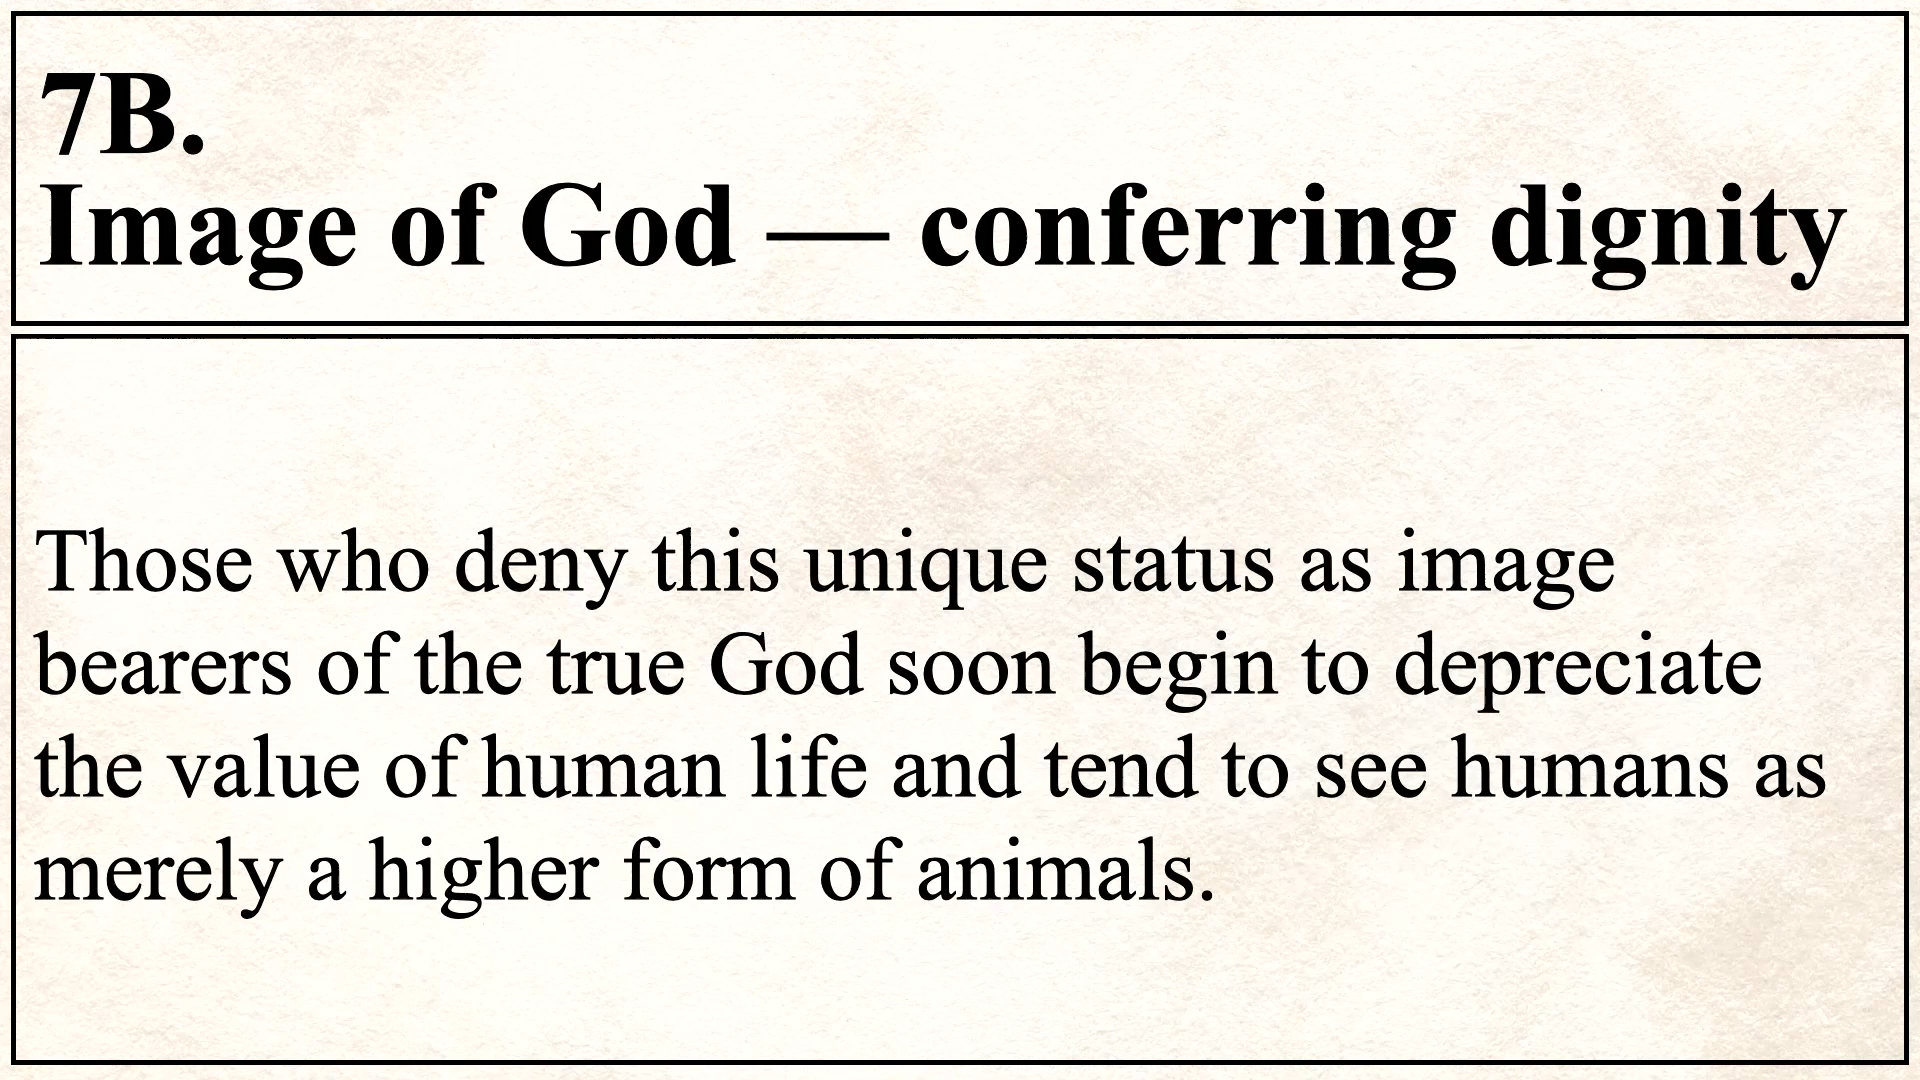 7B.
Image of God — conferring dignity
Those who deny this unique status as image
bearers of the true God soon begin to depreciate
the value of human life and tend to see humans as
merely a higher form of animals.